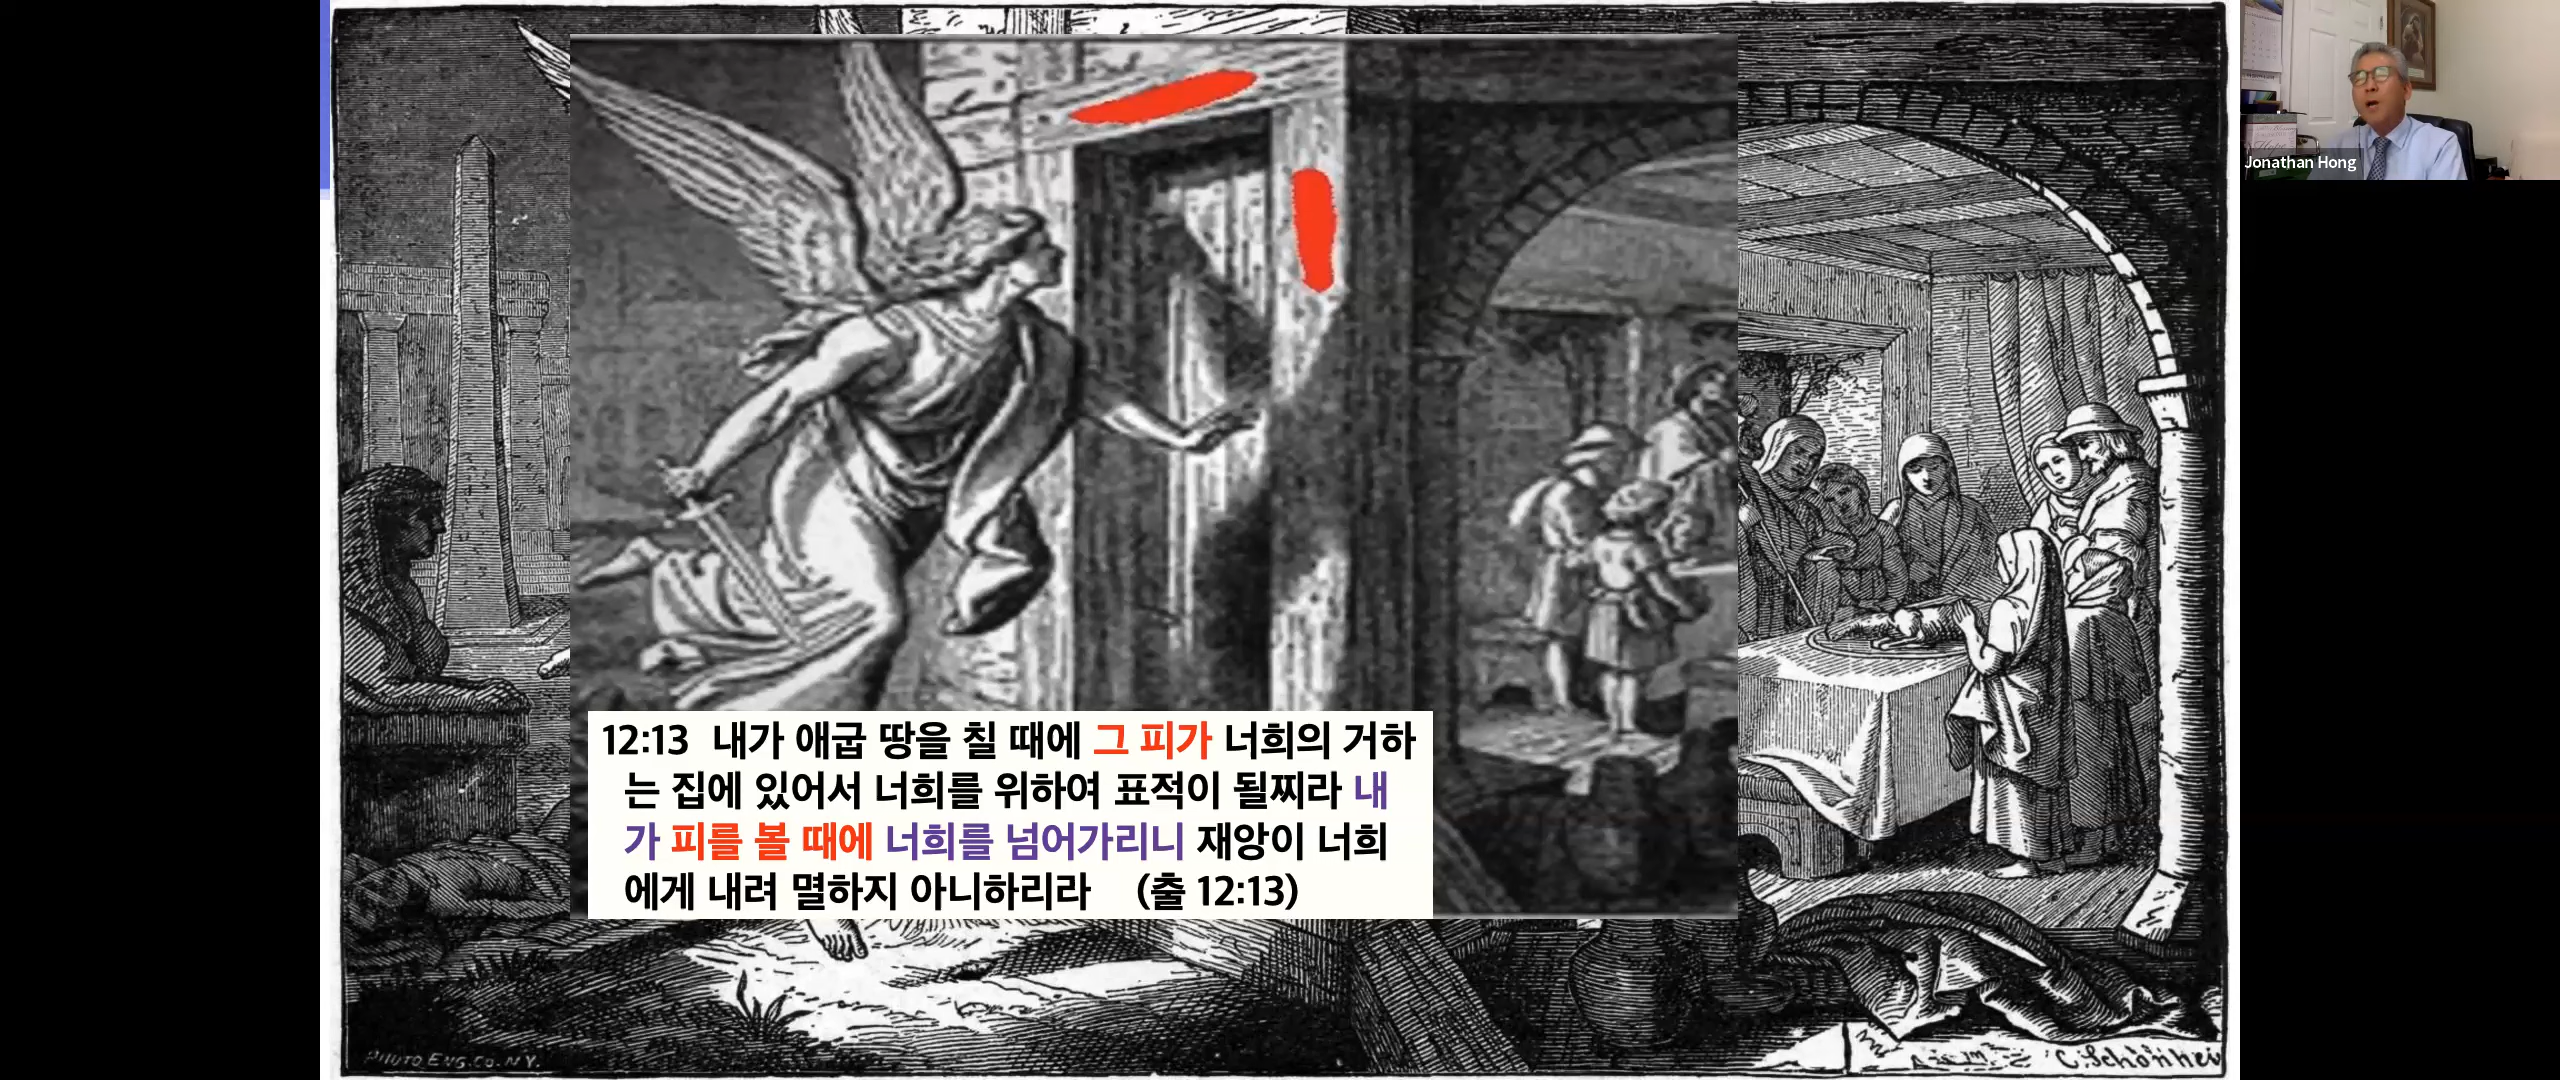 Jonathan Hong
12:13 내가 애굽 땅을 칠 때에 그 피가 너희의 거하
는 집에 있어서 너희를 위하여 표적이 될찌라 내
가 피를 볼 때에 너희를 넘어가리니 재앙이 너희
에게 내려 멸하지 아니하리라 (출 12:13)
PHOTO ENG. CO. N.Y.